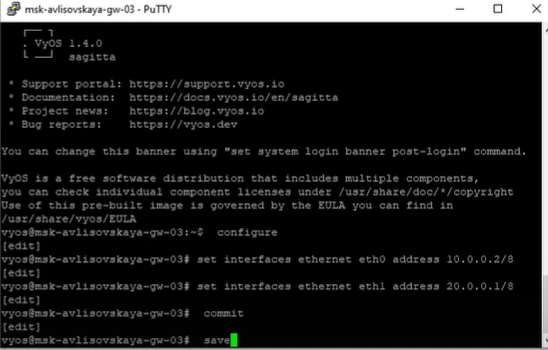 msk-avlisovskaya-gw-03 - PuTTY
. VyOS 1.4.0
sagitta
* Support portal: https://support.vyos.io
* Documentation: https://docs.vyos.io/en/sagitta
* Project news: https://blog.vyos.io
* Bug reports: https://vyos.dev
You can change this banner using "set system login banner post-login" command.
VyOS is a free software distribution that includes multiple components,
you can check individual component licenses under /usr/share/doc/*/copyright
Use of this pre-built image is governed by the EULA you can find in
/usr/share/vyos/EULA
vyos@msk-avlisovskaya-gw-03:~$ configure
[edit]
vyos@msk-avlisovskaya-gw-03# set interfaces ethernet eth0 address 10.0.0.2/8
[edit]
vyos@msk-avlisovskaya-gw-03# set interfaces ethernet eth1 address 20.0.0.1/8
[edit]
vyos@msk-avlisovskaya-gw-03# commit
[edit]
vyos@msk-avlisovskaya-gw-03# save